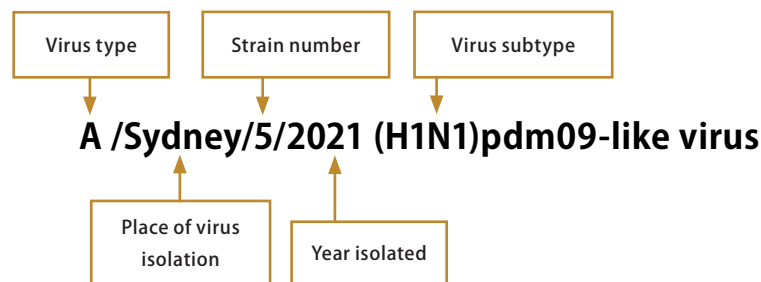 Virus type
Strain number
Virus subtype
A /Sydney/5/2021 (H1N1)pdm09-like virus
Place of virus
isolation
Year isolated